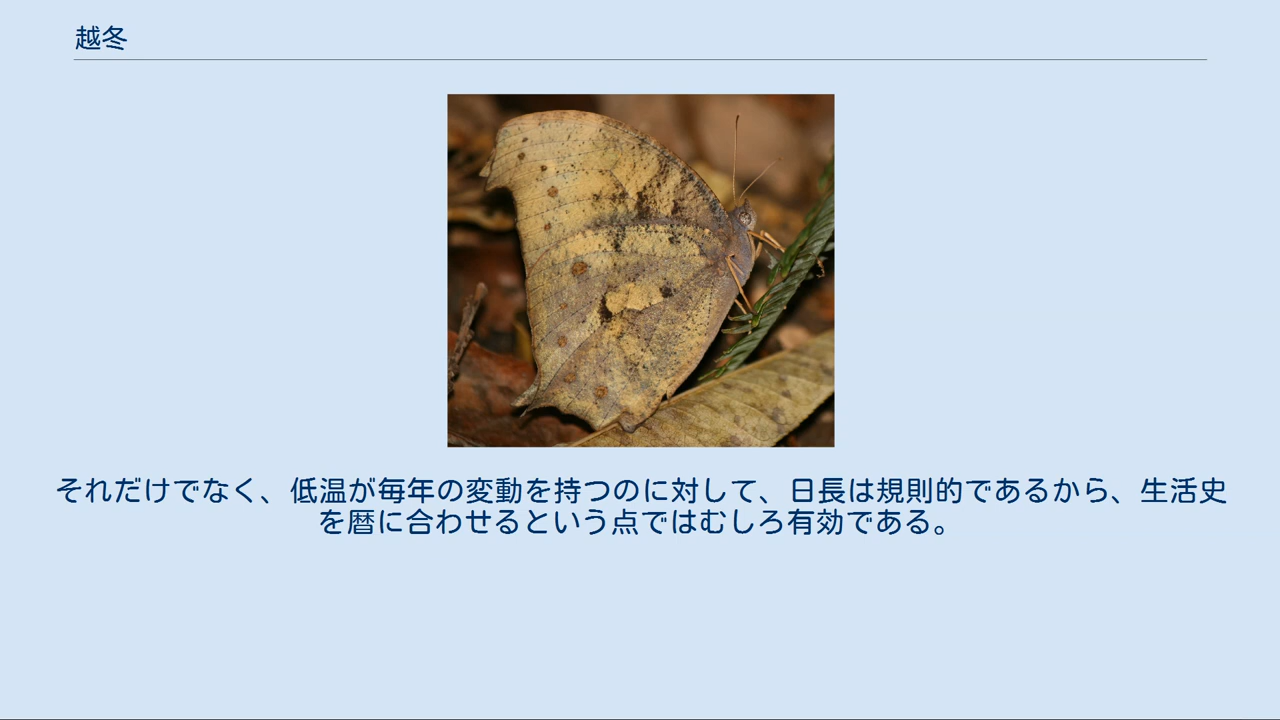 越冬
それだけでなく、低温が毎年の変動を持つのに対して、日長は規則的であるから、生活史
を暦に合わせるという点ではむしろ有効である。